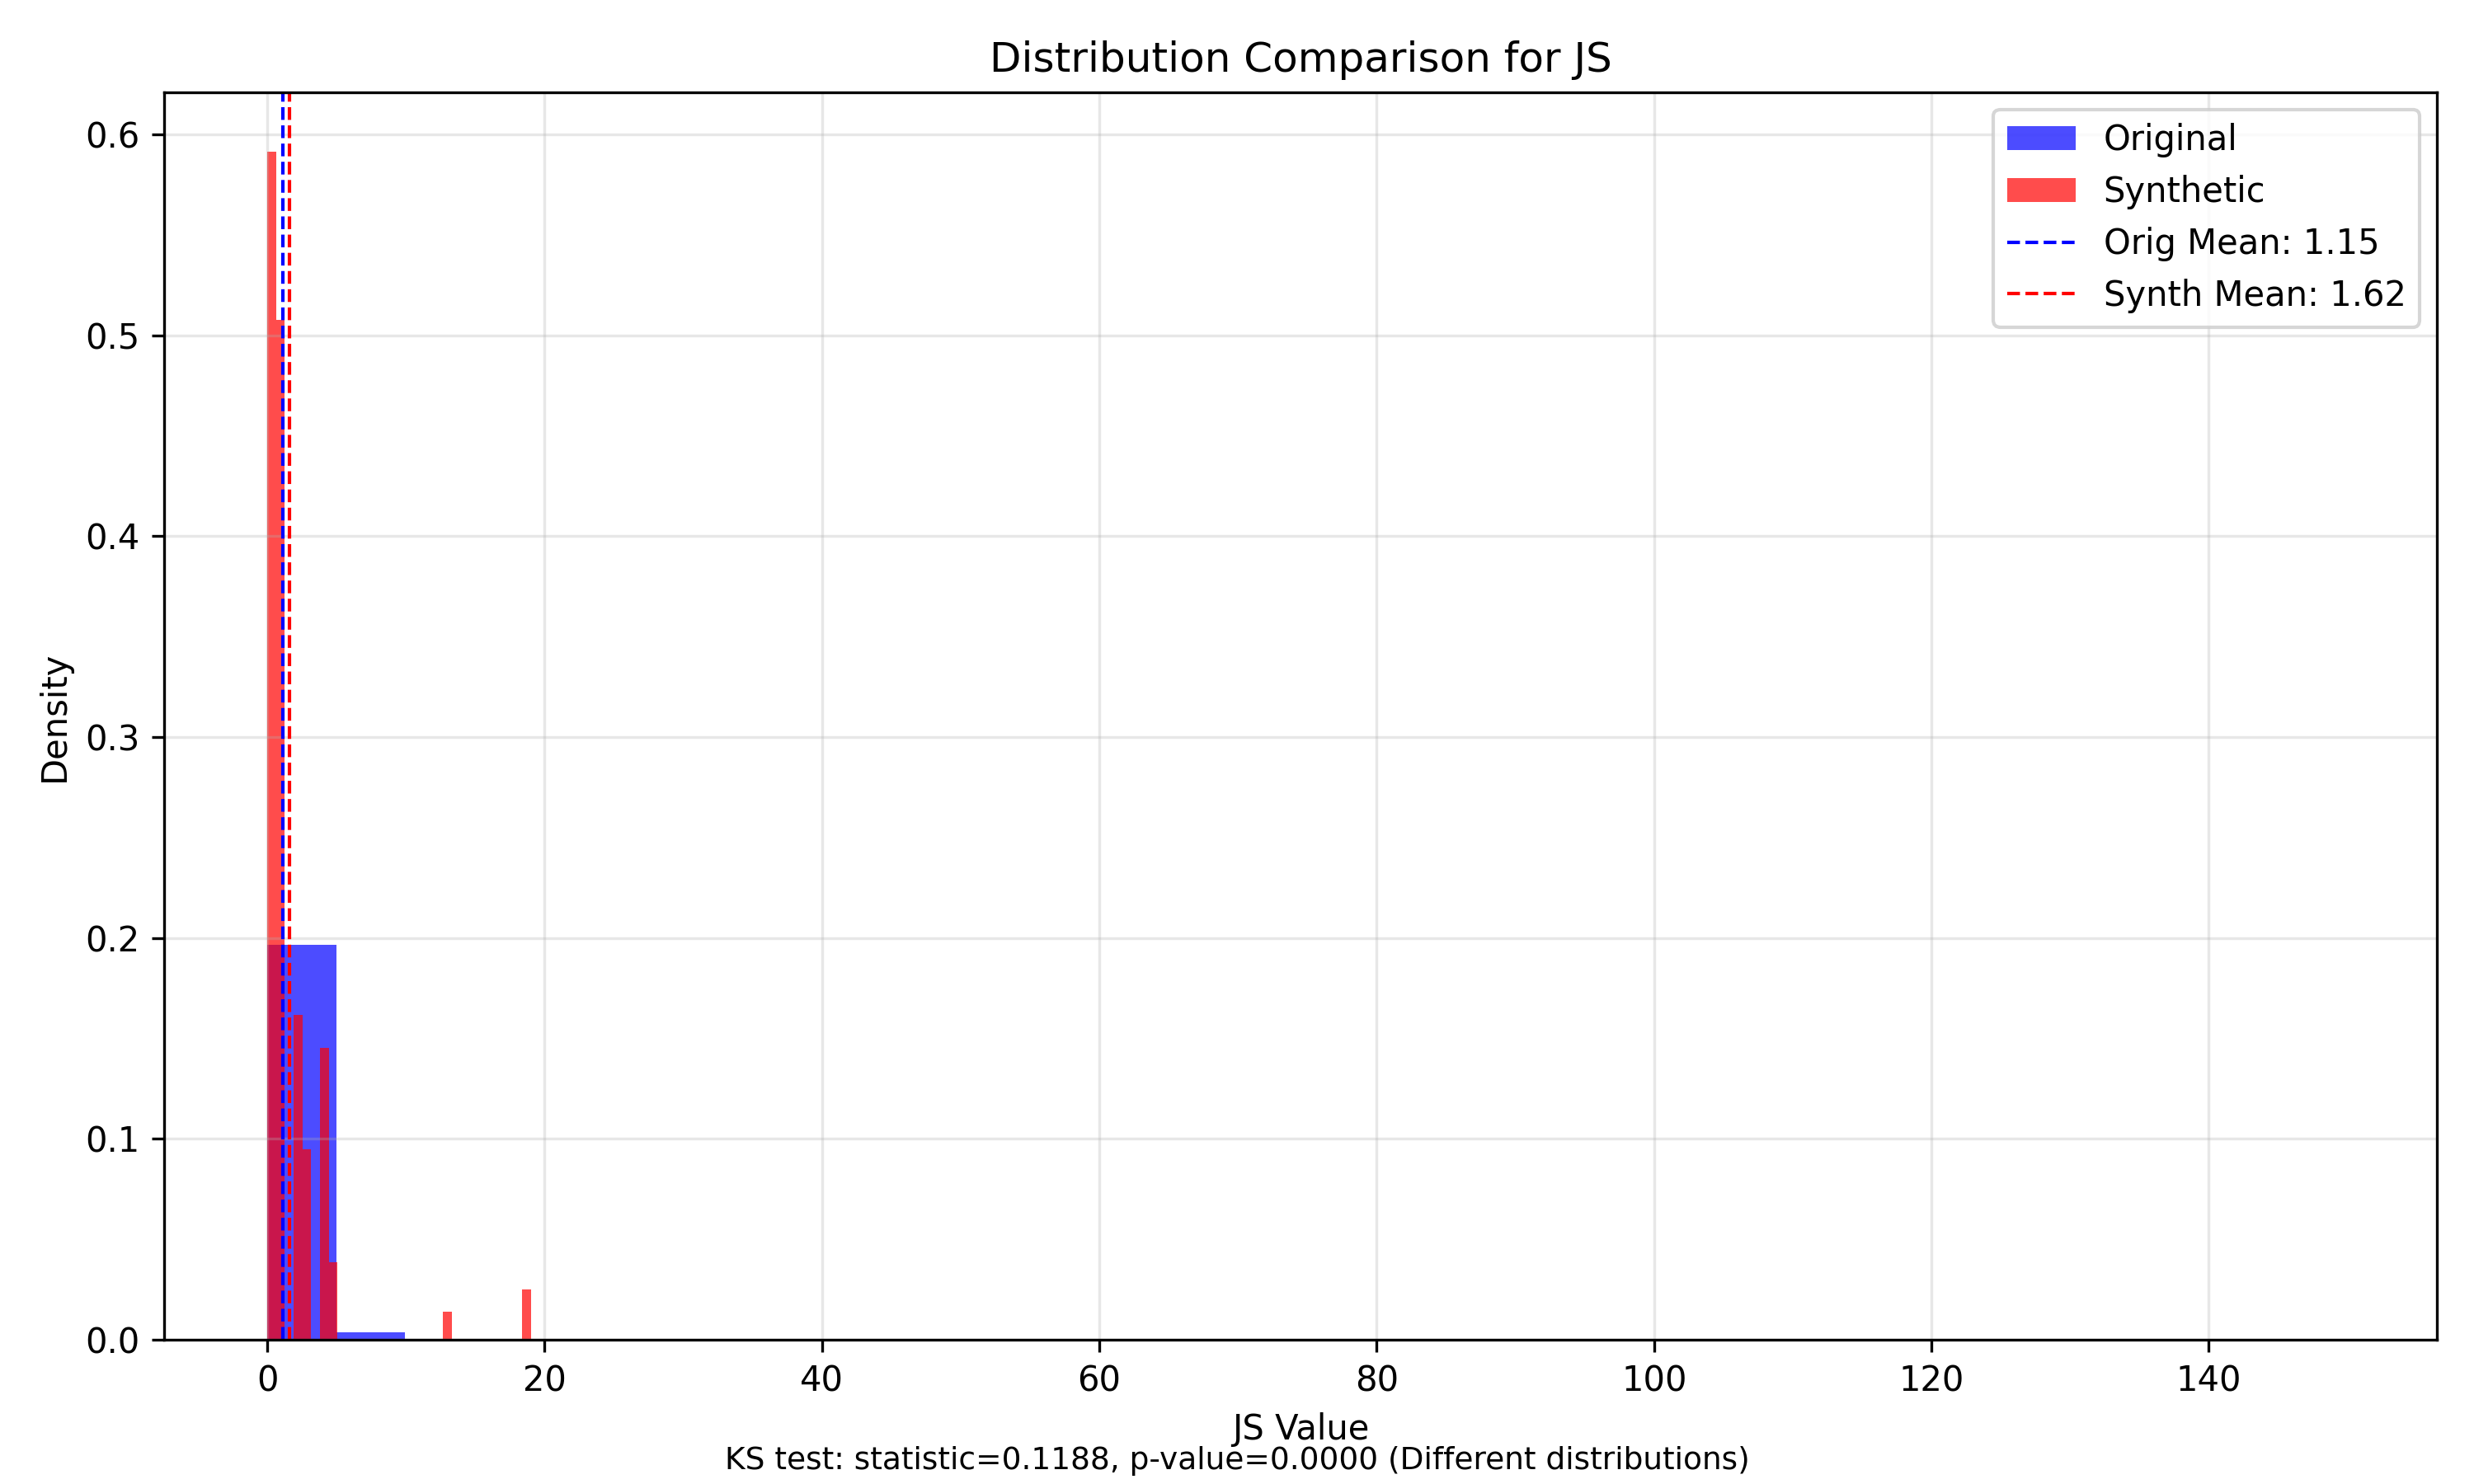 Distribution Comparison for JS
Original
Synthetic
Orig Mean: 1.15
Synth Mean: 1.62
Density
0.6
0.5
0.4
0.3
0.2
0.1
0.0
0 20 40 60 80 100 120 140
JS Value
KS test: statistic=0.1188, p-value=0.0000 (Different distributions)